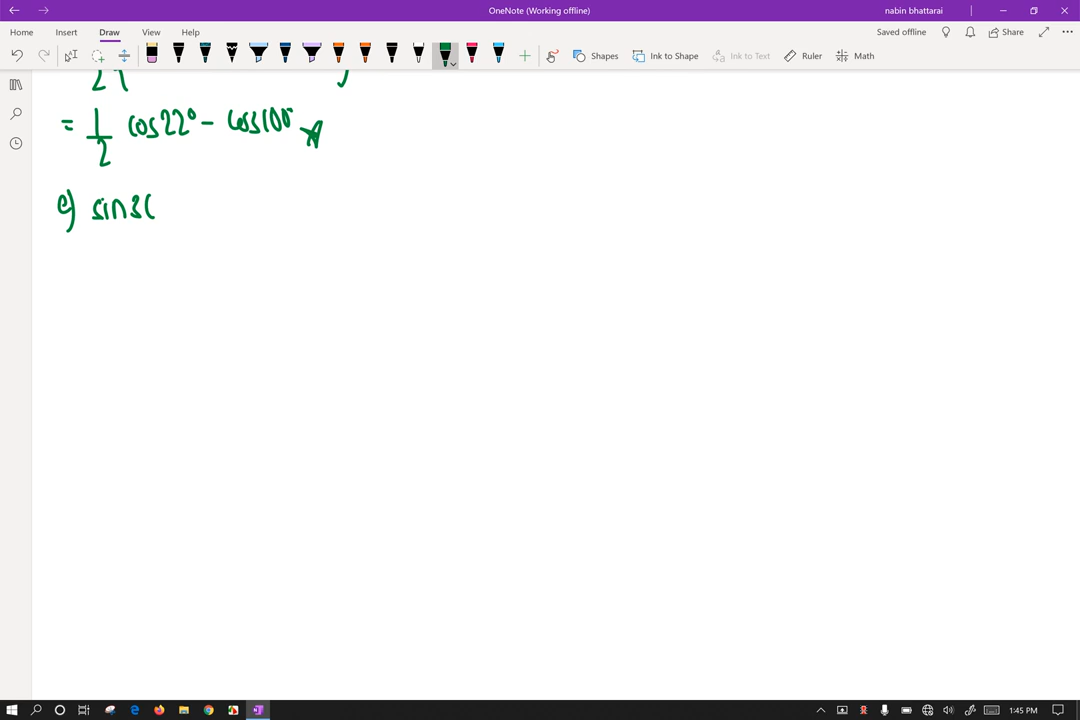 OneNote (Working offline)
nabin bhattarai
Home Insert Draw View Help
Saved offline
Share
Shapes
Ink to Shape
Ink to Text
Ruler
Math
= 1/2 cos22° - cos100°
e) sin3(
1:45 PM